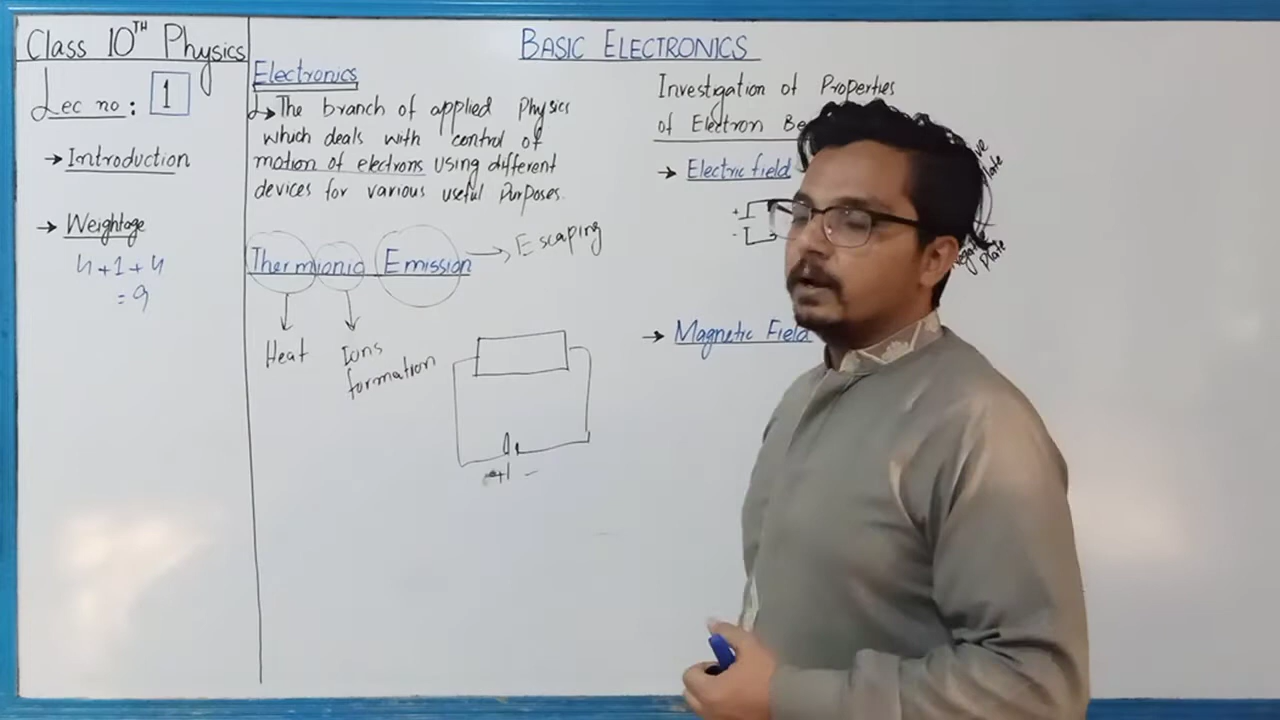 Class 10TH Physics
Lec no: 1
→ Introduction
→ Weightage
4+1+4
= 9
BASIC ELECTRONICS
Electronics
↳ The branch of applied Physics
which deals with control of
motion of electrons using different
devices for various useful Purposes.
Thermionic Emission → Escaping
Heat
Ions
formation
+ -
Investigation of Properties
of Electron Be
→ Electric field
+
-
plate
plate
→ Magnetic Field